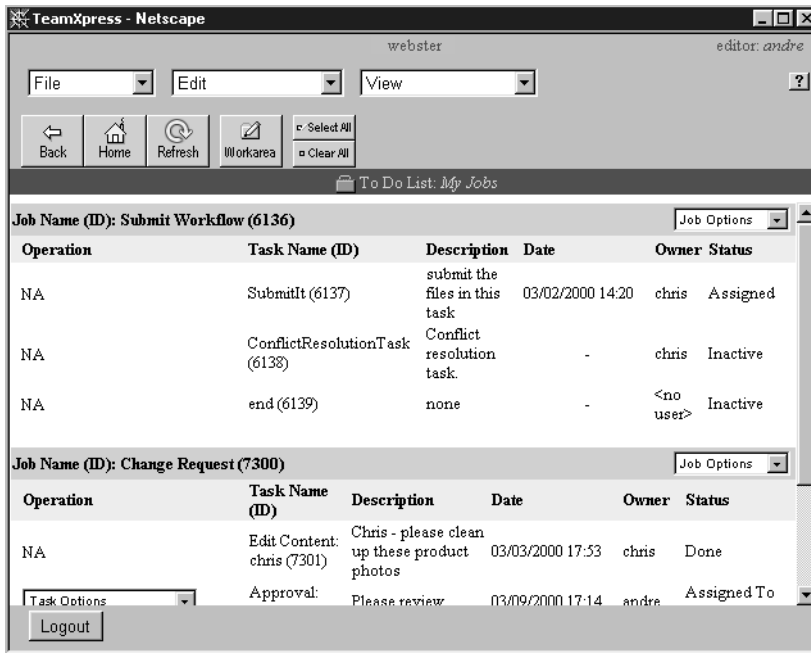 TeamXpress - Netscape
webster editor: andre
File Edit View ?
Back Home Refresh Workarea Select All
Clear All
To Do List: My Jobs
Job Name (ID): Submit Workflow (6136) Job Options
Operation Task Name (ID) Description Date Owner Status
NA SubmitIt (6137) submit the files in this task 03/02/2000 14:20 chris Assigned
NA ConflictResolutionTask (6138) Conflict resolution task. - chris Inactive
NA end (6139) none - <no user> Inactive
Job Name (ID): Change Request (7300) Job Options
Operation Task Name (ID) Description Date Owner Status
NA Edit Content: chris (7301) Chris - please clean up these product photos 03/03/2000 17:53 chris Done
Task Options Approval: Please review 03/09/2000 17:14 andre Assigned To
Logout